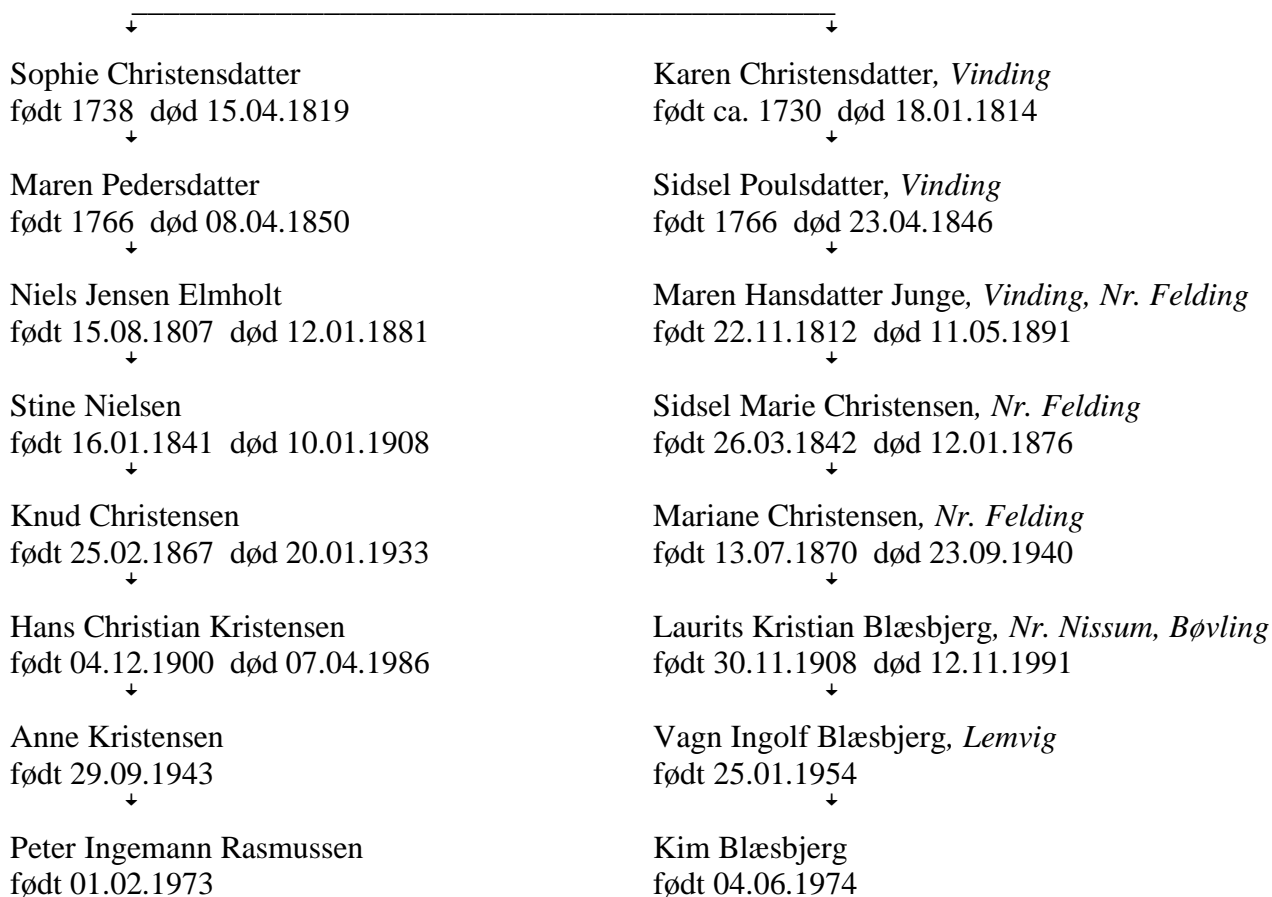 Sophie Christensdatter
født 1738 død 15.04.1819
Maren Pedersdatter
født 1766 død 08.04.1850
Niels Jensen Elmholt
født 15.08.1807 død 12.01.1881
Stine Nielsen
født 16.01.1841 død 10.01.1908
Knud Christensen
født 25.02.1867 død 20.01.1933
Hans Christian Kristensen
født 04.12.1900 død 07.04.1986
Anne Kristensen
født 29.09.1943
Peter Ingemann Rasmussen
født 01.02.1973
Karen Christensdatter, Vinding
født ca. 1730 død 18.01.1814
Sidsel Poulsdatter, Vinding
født 1766 død 23.04.1846
Maren Hansdatter Junge, Vinding, Nr. Felding
født 22.11.1812 død 11.05.1891
Sidsel Marie Christensen, Nr. Felding
født 26.03.1842 død 12.01.1876
Mariane Christensen, Nr. Felding
født 13.07.1870 død 23.09.1940
Laurits Kristian Blæsbjerg, Nr. Nissum, Bøvling
født 30.11.1908 død 12.11.1991
Vagn Ingolf Blæsbjerg, Lemvig
født 25.01.1954
Kim Blæsbjerg
født 04.06.1974